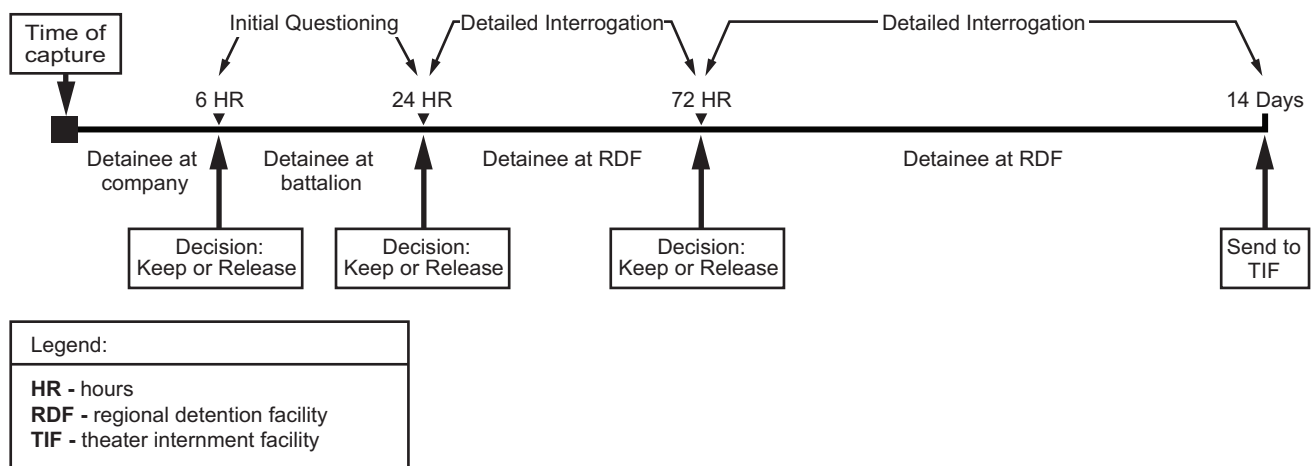 Time of
capture
Initial Questioning
Detailed Interrogation
Detailed Interrogation
6 HR
24 HR
72 HR
14 Days
Detainee at
company
Detainee at
battalion
Detainee at RDF
Detainee at RDF
Decision:
Keep or Release
Decision:
Keep or Release
Decision:
Keep or Release
Send to
TIF
Legend:
HR - hours
RDF - regional detention facility
TIF - theater internment facility